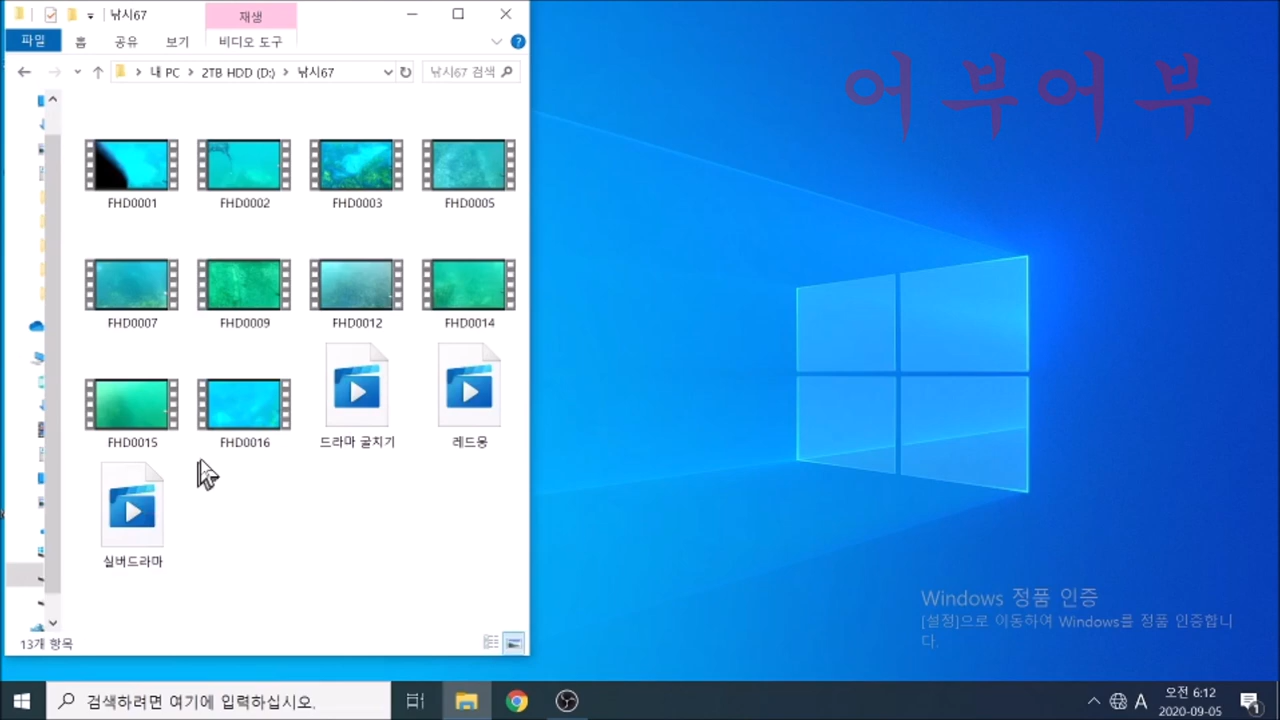 낚시67
재생
파일
홈
공유
보기
비디오 도구
내 PC
2TB HDD (D:)
낚시67
낚시67 검색
FHD0001
FHD0002
FHD0003
FHD0005
FHD0007
FHD0009
FHD0012
FHD0014
FHD0015
FHD0016
드라마 굴치기
레드몽
실버드라마
13개 항목
어부어부
Windows 정품 인증
[설정]으로 이동하여 Windows를 정품 인증합니
다.
검색하려면 여기에 입력하십시오.
A
오전 6:12
2020-09-05
1